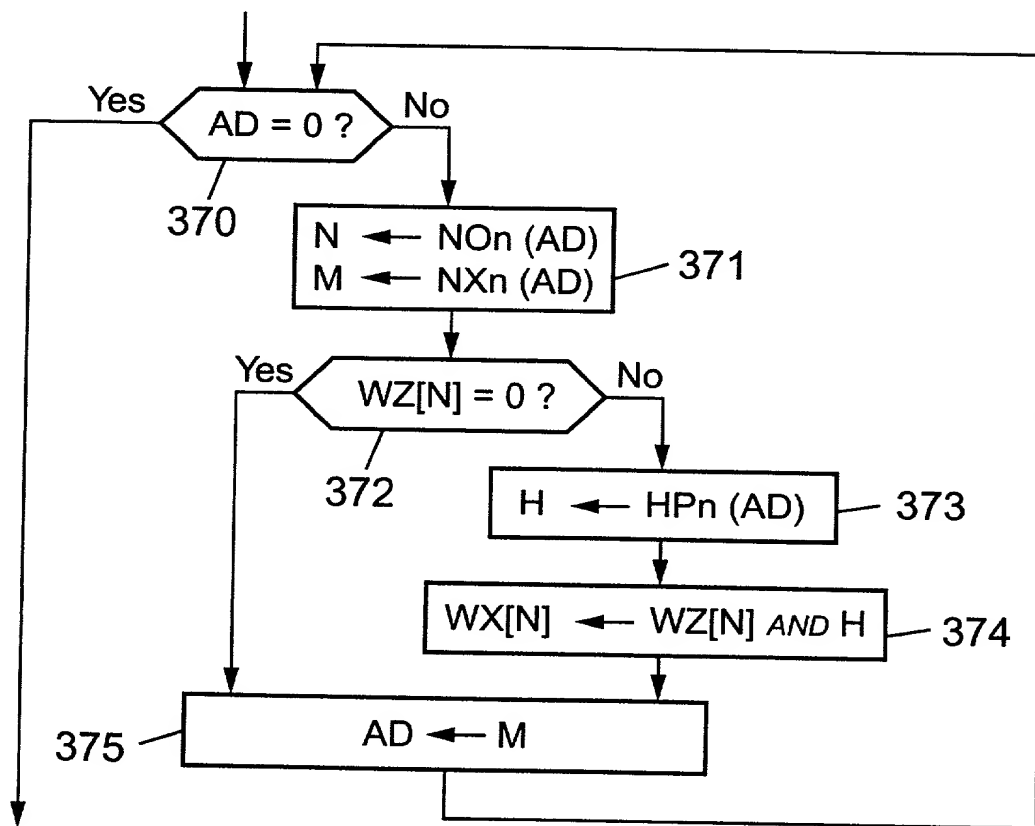 Yes
AD = 0 ?
No
370
N ← NOn (AD)
M ← NXn (AD)
371
Yes
WZ[N] = 0 ?
No
372
H ← HPn (AD)
373
WX[N] ← WZ[N] AND H
374
AD ← M
375